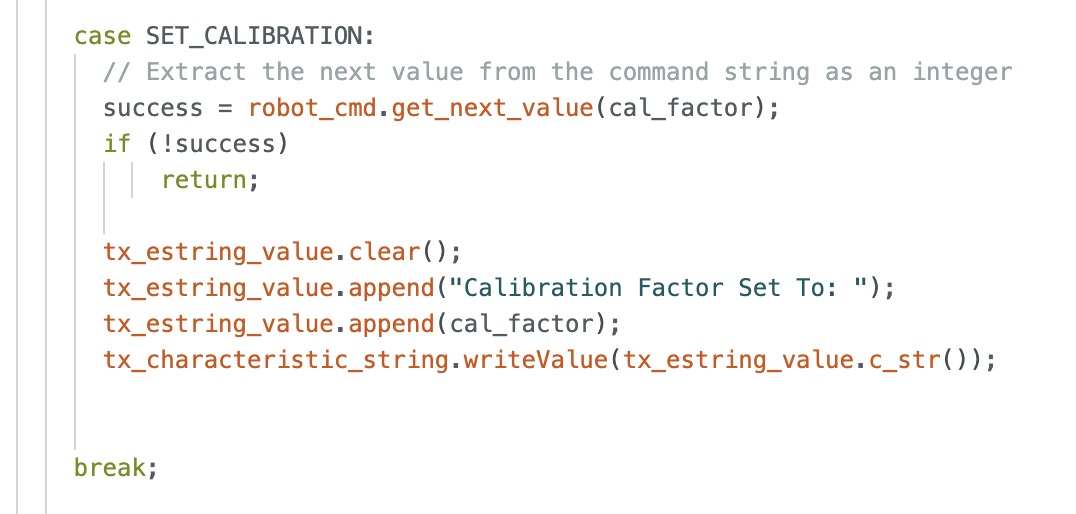 case SET_CALIBRATION:
// Extract the next value from the command string as an integer
success = robot_cmd.get_next_value(cal_factor);
if (!success)
return;
tx_estring_value.clear();
tx_estring_value.append("Calibration Factor Set To: ");
tx_estring_value.append(cal_factor);
tx_characteristic_string.writeValue(tx_estring_value.c_str());
break;